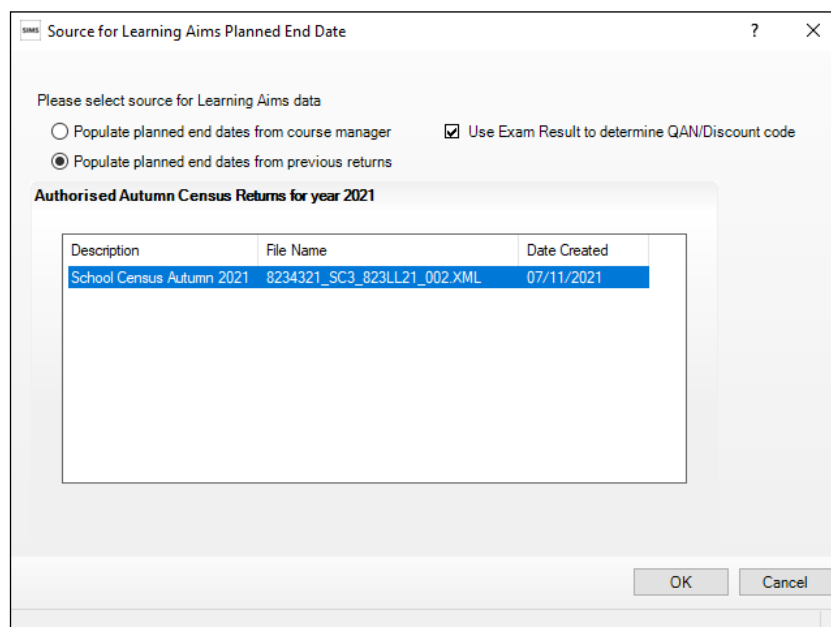 SIMS Source for Learning Aims Planned End Date ?
Please select source for Learning Aims data
Populate planned end dates from course manager Use Exam Result to determine QAN/Discount code
Populate planned end dates from previous returns
Authorised Autumn Census Returns for year 2021
Description File Name Date Created
School Census Autumn 2021 8234321_SC3_823LL21_002.XML 07/11/2021
OK Cancel